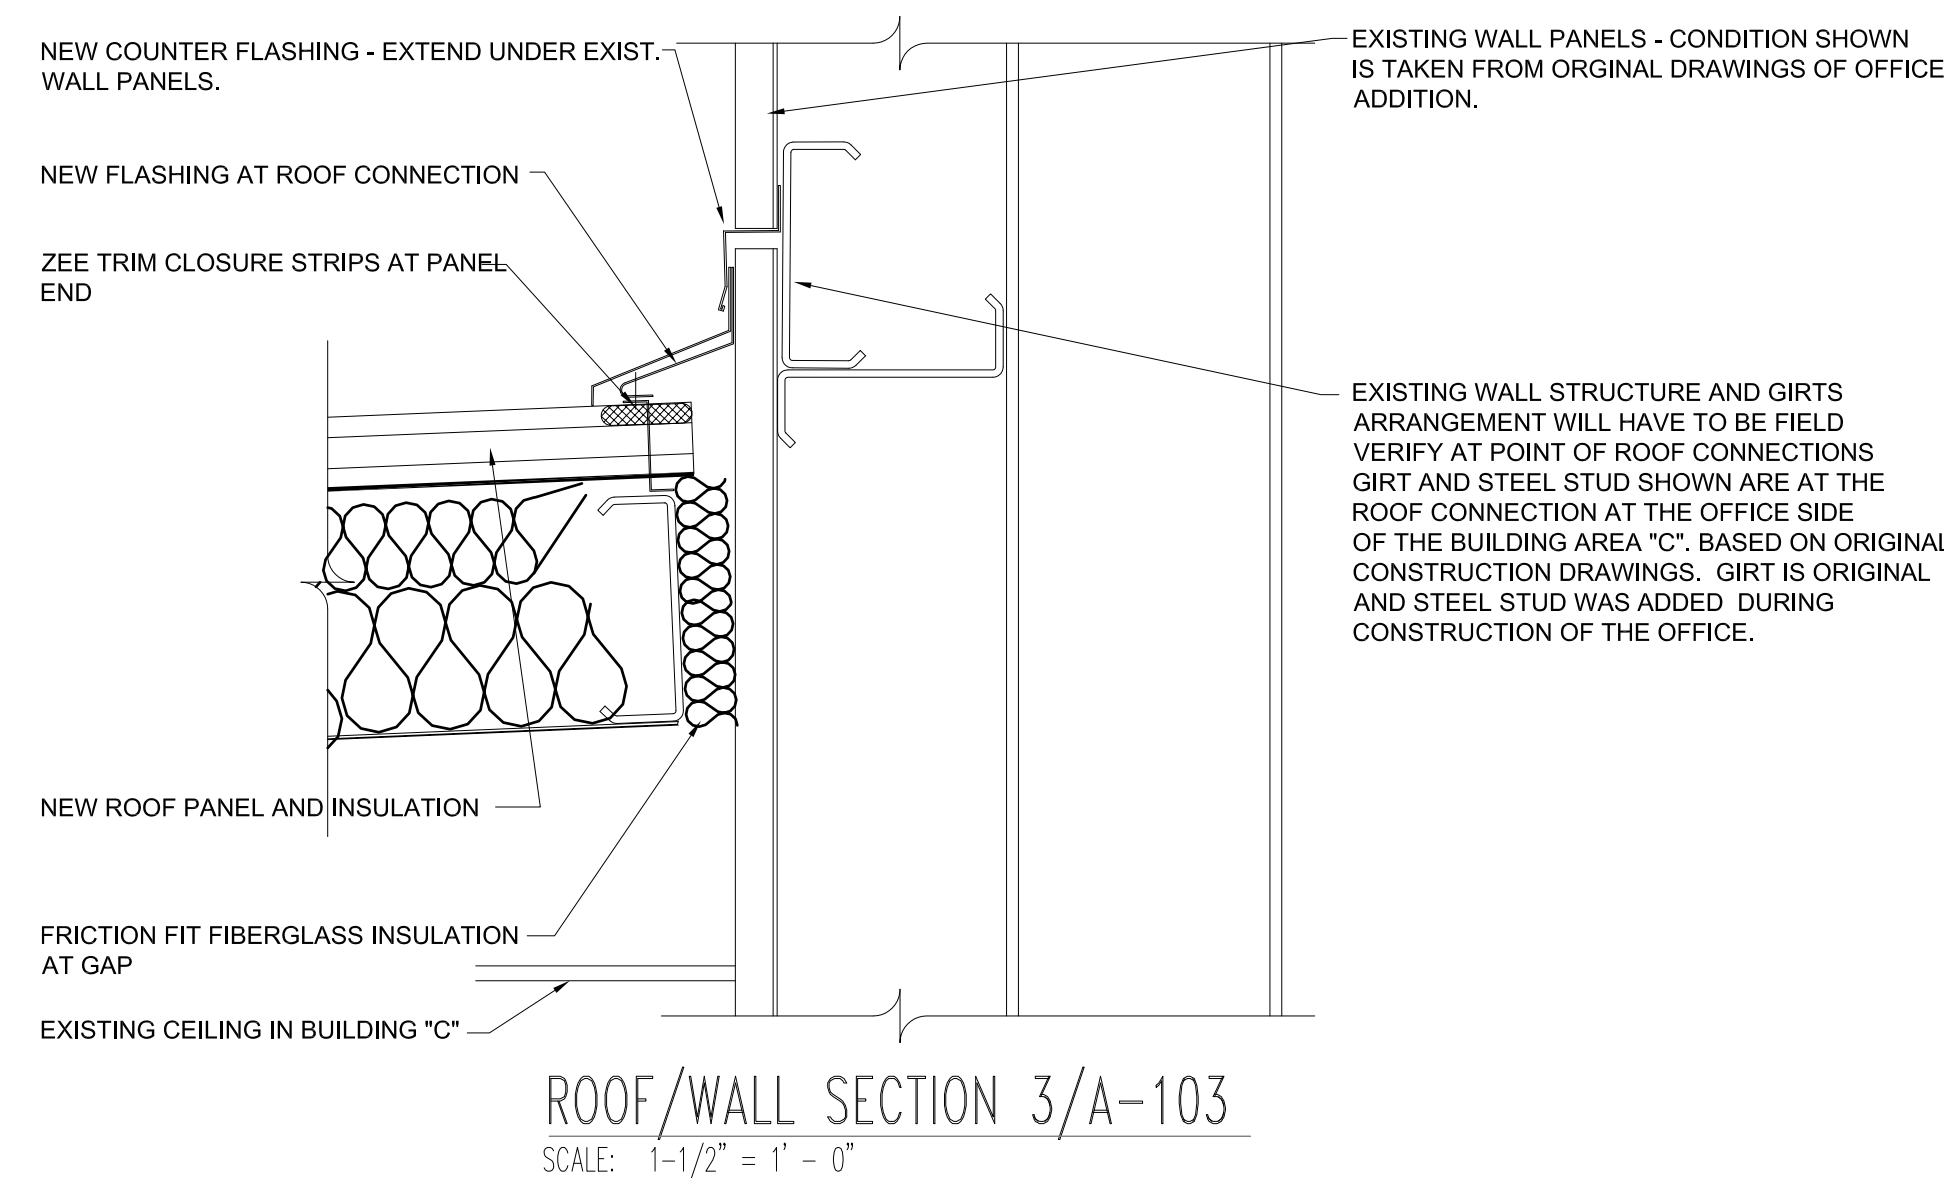 NEW COUNTER FLASHING - EXTEND UNDER EXIST.
WALL PANELS.
NEW FLASHING AT ROOF CONNECTION
ZEE TRIM CLOSURE STRIPS AT PANEL
END
NEW ROOF PANEL AND INSULATION
FRICTION FIT FIBERGLASS INSULATION
AT GAP
EXISTING CEILING IN BUILDING "C"
EXISTING WALL PANELS - CONDITION SHOWN
IS TAKEN FROM ORGINAL DRAWINGS OF OFFICE
ADDITION.
EXISTING WALL STRUCTURE AND GIRTS
ARRANGEMENT WILL HAVE TO BE FIELD
VERIFY AT POINT OF ROOF CONNECTIONS
GIRT AND STEEL STUD SHOWN ARE AT THE
ROOF CONNECTION AT THE OFFICE SIDE
OF THE BUILDING AREA "C". BASED ON ORIGINAL
CONSTRUCTION DRAWINGS. GIRT IS ORIGINAL
AND STEEL STUD WAS ADDED DURING
CONSTRUCTION OF THE OFFICE.
ROOF/WALL SECTION 3/A-103
SCALE: 1-1/2" = 1' - 0"